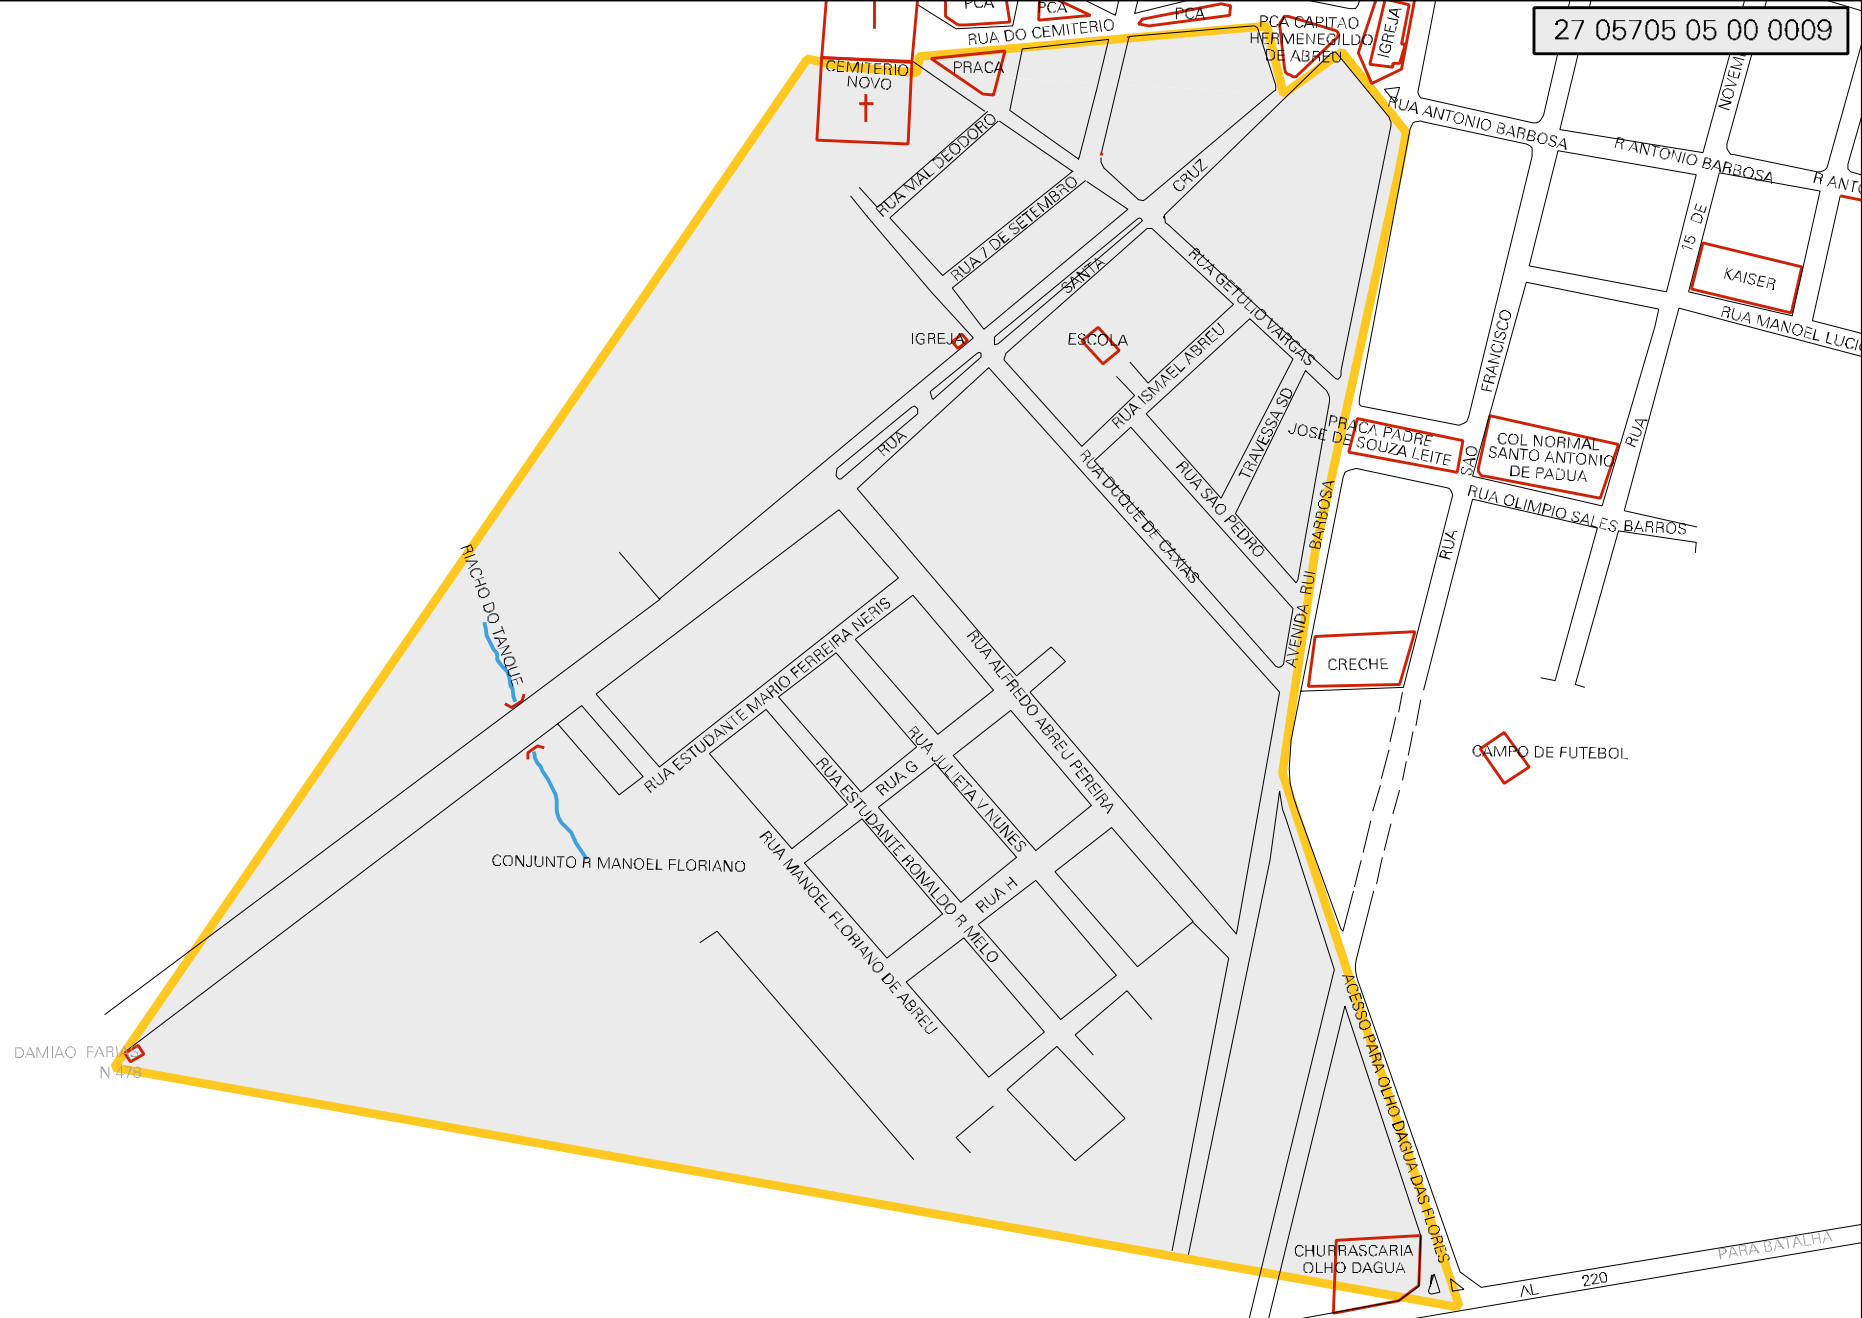 PCA
PCA
PCA
RUA DO CEMITERIO
PCA CAPITAO
HERMENEGILDO
DE ABREU
IGREJA
27 05705 05 00 0009
CEMITERIO
NOVO
PRACA
RUA ANTONIO BARBOSA
R ANTONIO BARBOSA
RUA MAL DEODORO
RUA 7 DE SETEMBRO
CRUZ
SANTA
RUA
15 DE
KAISER
RUA GETULIO VARGAS
IGREJA
ESCOLA
RUA ISMAEL ABREU
FRANCISCO
SAO
RUA
TRAVESSA SD
PRACA PADRE
JOSE DE SOUZA LEITE
COL NORMAL
SANTO ANTONIO
DE PADUA
RUA
RUA OLIMPIO SALES BARROS
RUA DUQUE DE CAXIAS
RUA SAO PEDRO
AVENIDA RUI BARBOSA
RIACHO DO TANQUE
RUA ESTUDANTE MARIO FERREIRA NERIS
RUA ALFREDO ABREU PEREIRA
CRECHE
CAMPO DE FUTEBOL
RUA JULIETA V NUNES
RUA G
RUA ESTUDANTE RONALDO R MELO
RUA H
RUA MANOEL FLORIANO DE ABREU
CONJUNTO R MANOEL FLORIANO
ACESSO PARA OLHO DAGUA DAS FLORES
DAMIAO FARIAS
N 478
CHURRASCARIA
OLHO DAGUA
AL 220
PARA BATALHA